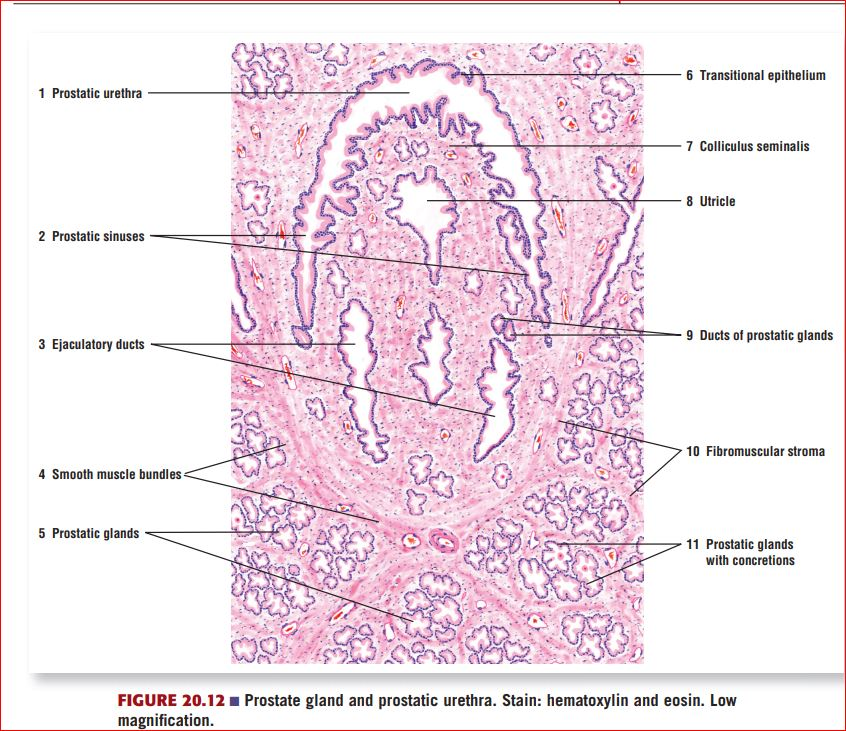 1 Prostatic urethra
2 Prostatic sinuses
3 Ejaculatory ducts
4 Smooth muscle bundles
5 Prostatic glands
6 Transitional epithelium
7 Colliculus seminalis
8 Utricle
9 Ducts of prostatic glands
10 Fibromuscular stroma
11 Prostatic glands
with concretions
FIGURE 20.12 ■ Prostate gland and prostatic urethra. Stain: hematoxylin and eosin. Low
magnification.